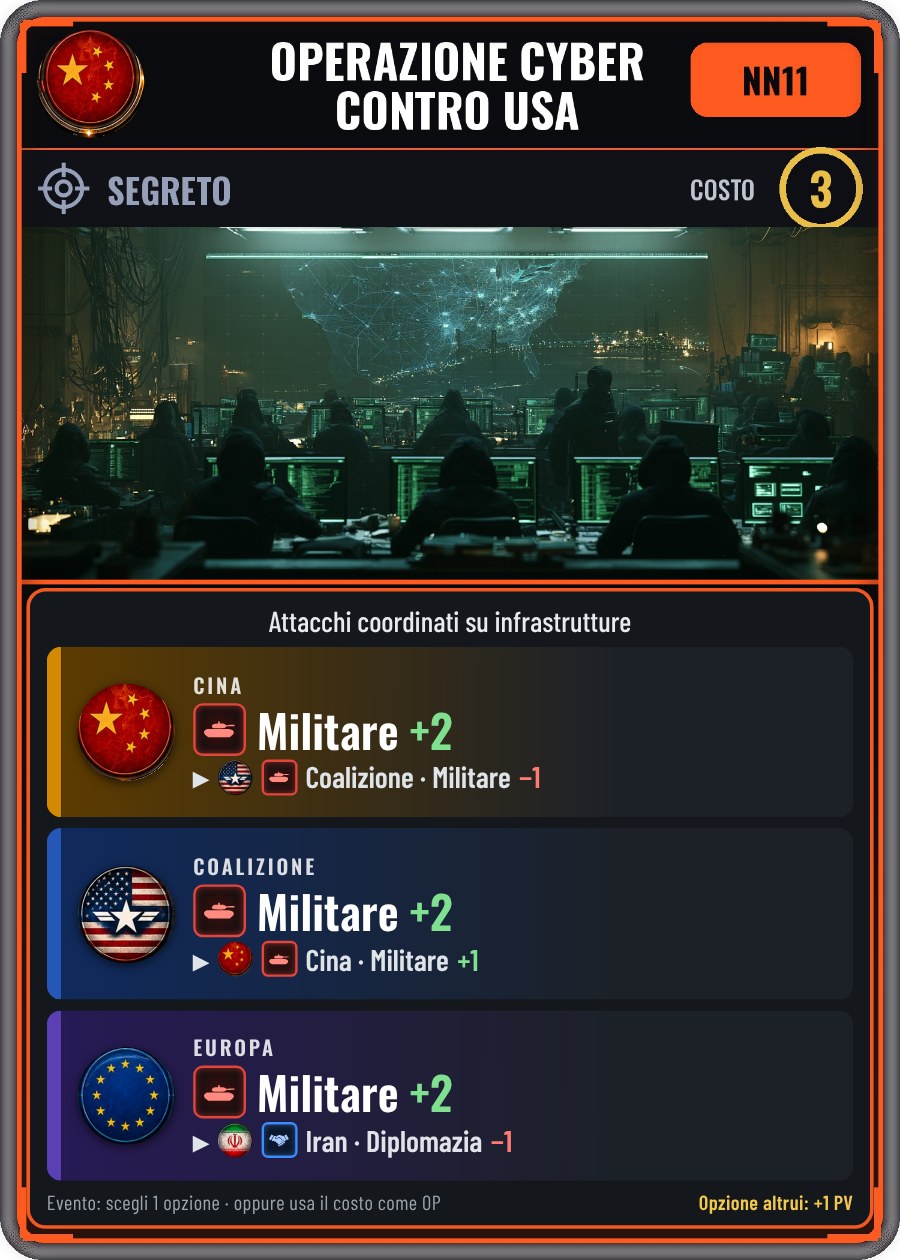 OPERAZIONE CYBER
CONTRO USA
NN11
SEGRETO
COSTO
3
Attacchi coordinati su infrastrutture
CINA
Militare +2
▶ Coalizione · Militare −1
COALIZIONE
Militare +2
▶ Cina · Militare +1
EUROPA
Militare +2
▶ Iran · Diplomazia −1
Evento: scegli 1 opzione · oppure usa il costo come OP
Opzione altrui: +1 PV